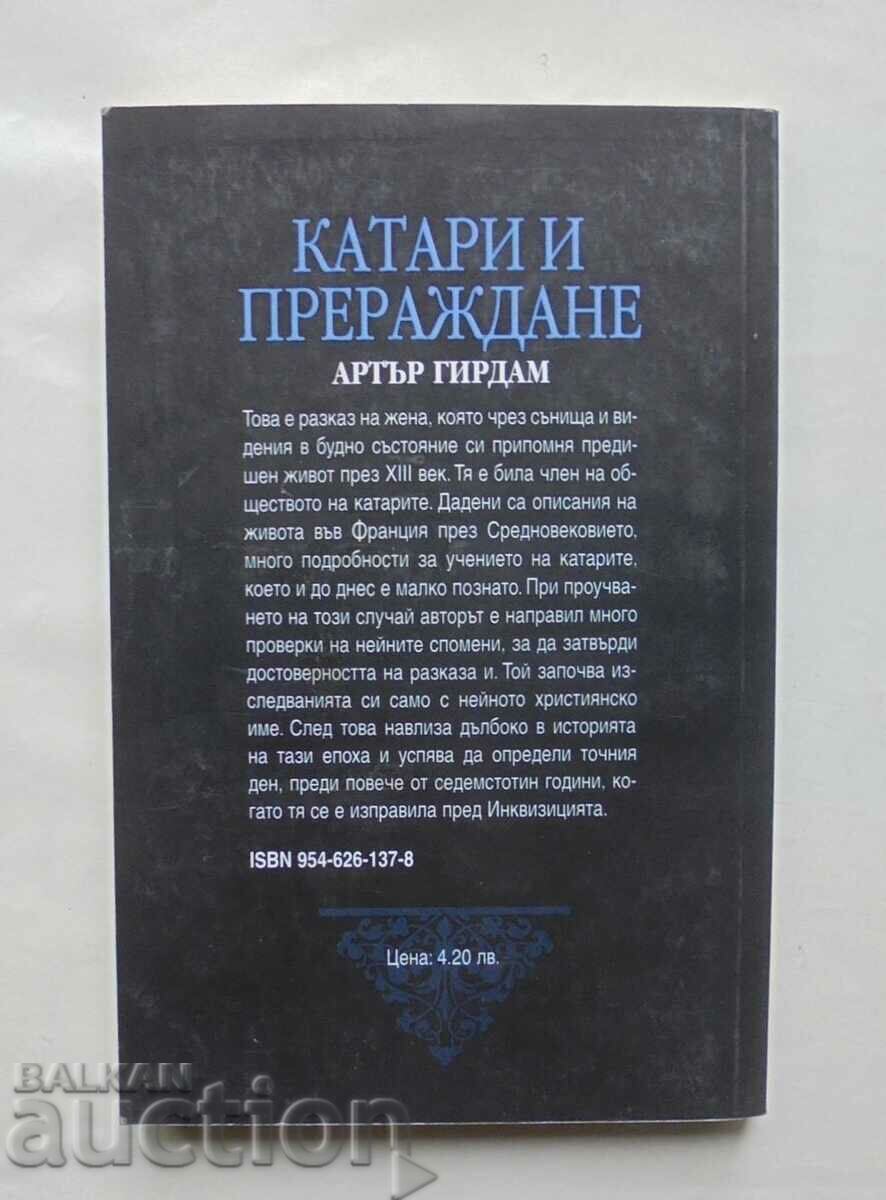 КАТАРИ И
ПРЕРАЖДАНЕ
АРТЪР ГИРДАМ
Това е разказ на жена, която чрез сънища и ви-
дения в будно състояние си припомня преди-
шен живот през XIII век. Тя е била член на об-
ществото на катарите. Дадени са описания на
живота във Франция през Средновековието,
много подробности за учението на катарите,
което и до днес е малко познато. При проучва-
нето на този случай авторът е направил много
проверки на нейните спомени, за да затвърди
достоверността на разказа и. Той започва из-
следванията си само с нейното християнско
име. След това навлиза дълбоко в историята
на тази епоха и успява да определи точния
ден, преди повече от седемстотин години, ко-
гато тя се е изправила пред Инквизицията.
ISBN 954-626-137-8
Цена: 4.20 лв.
BALKAN
auction